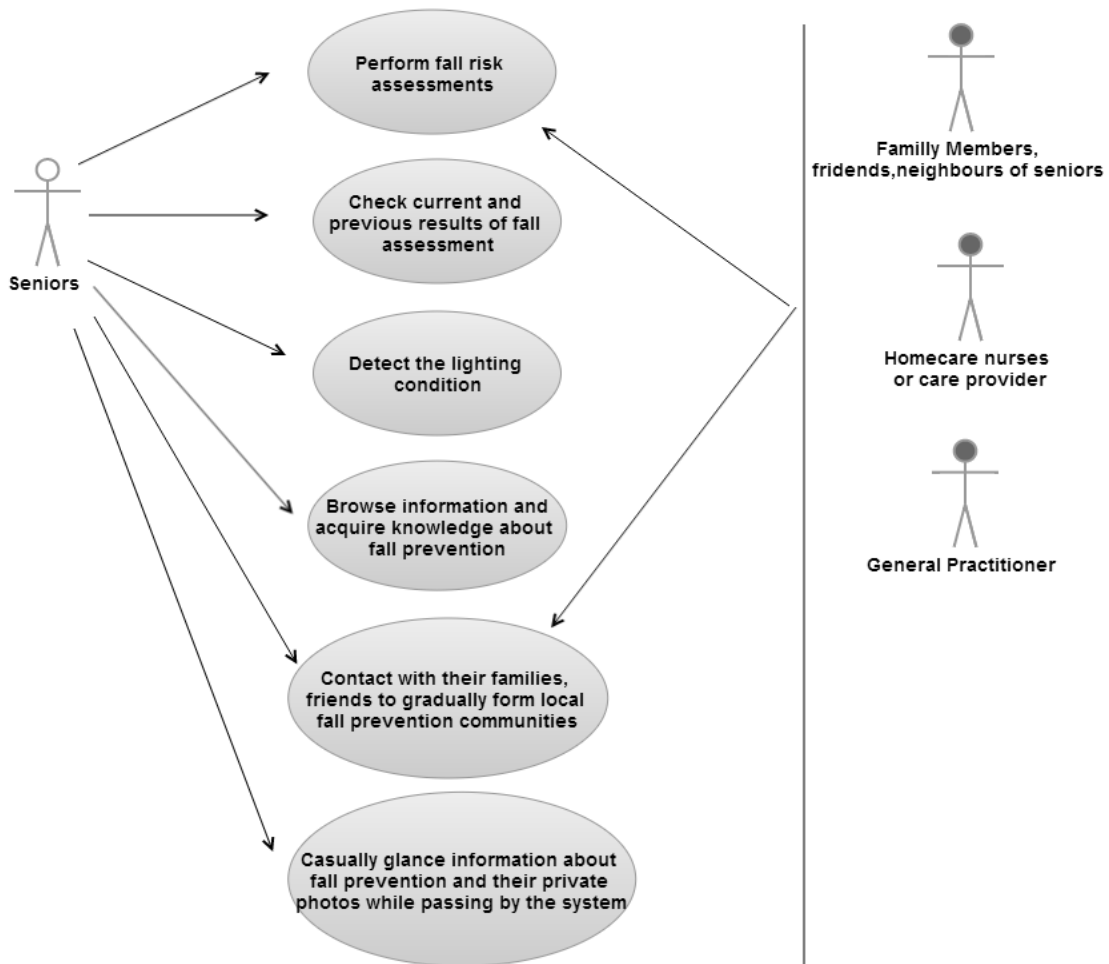 Perform fall risk
assessments
Check current and
previous results of fall
assessment
Seniors
Detect the lighting
condition
Browse information and
acquire knowledge about
fall prevention
Contact with their families,
friends to gradually form local
fall prevention communities
Casually glance information about
fall prevention and their private
photos while passing by the system
Familly Members,
fridends,neighbours of seniors
Homecare nurses
or care provider
General Practitioner